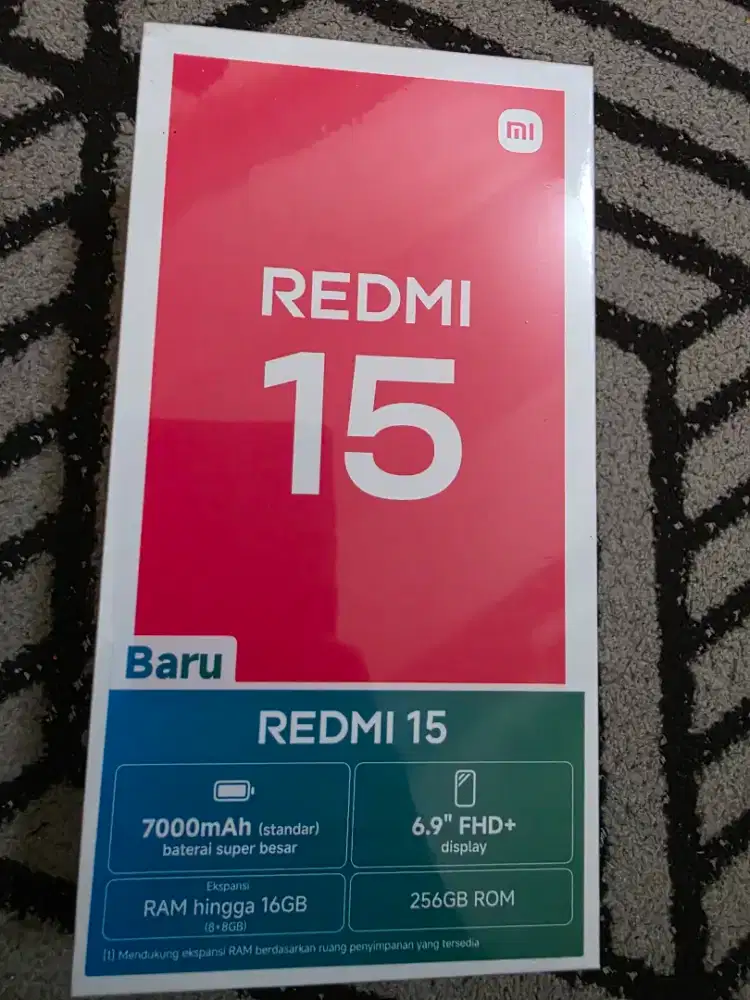 mi
REDMI
15
Baru
REDMI 15
7000mAh (standar)
baterai super besar
6.9" FHD+
display
Ekspansi
RAM hingga 16GB
(8+8GB)
256GB ROM
[1] Mendukung ekspansi RAM berdasarkan ruang penyimpanan yang tersedia